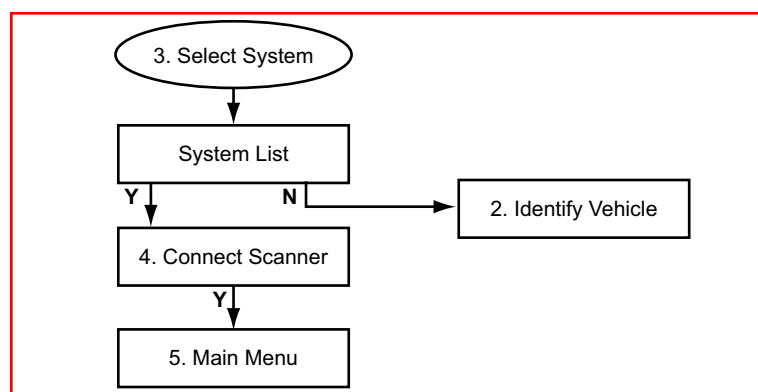 3. Select System
System List
Y
N
2. Identify Vehicle
4. Connect Scanner
Y
5. Main Menu